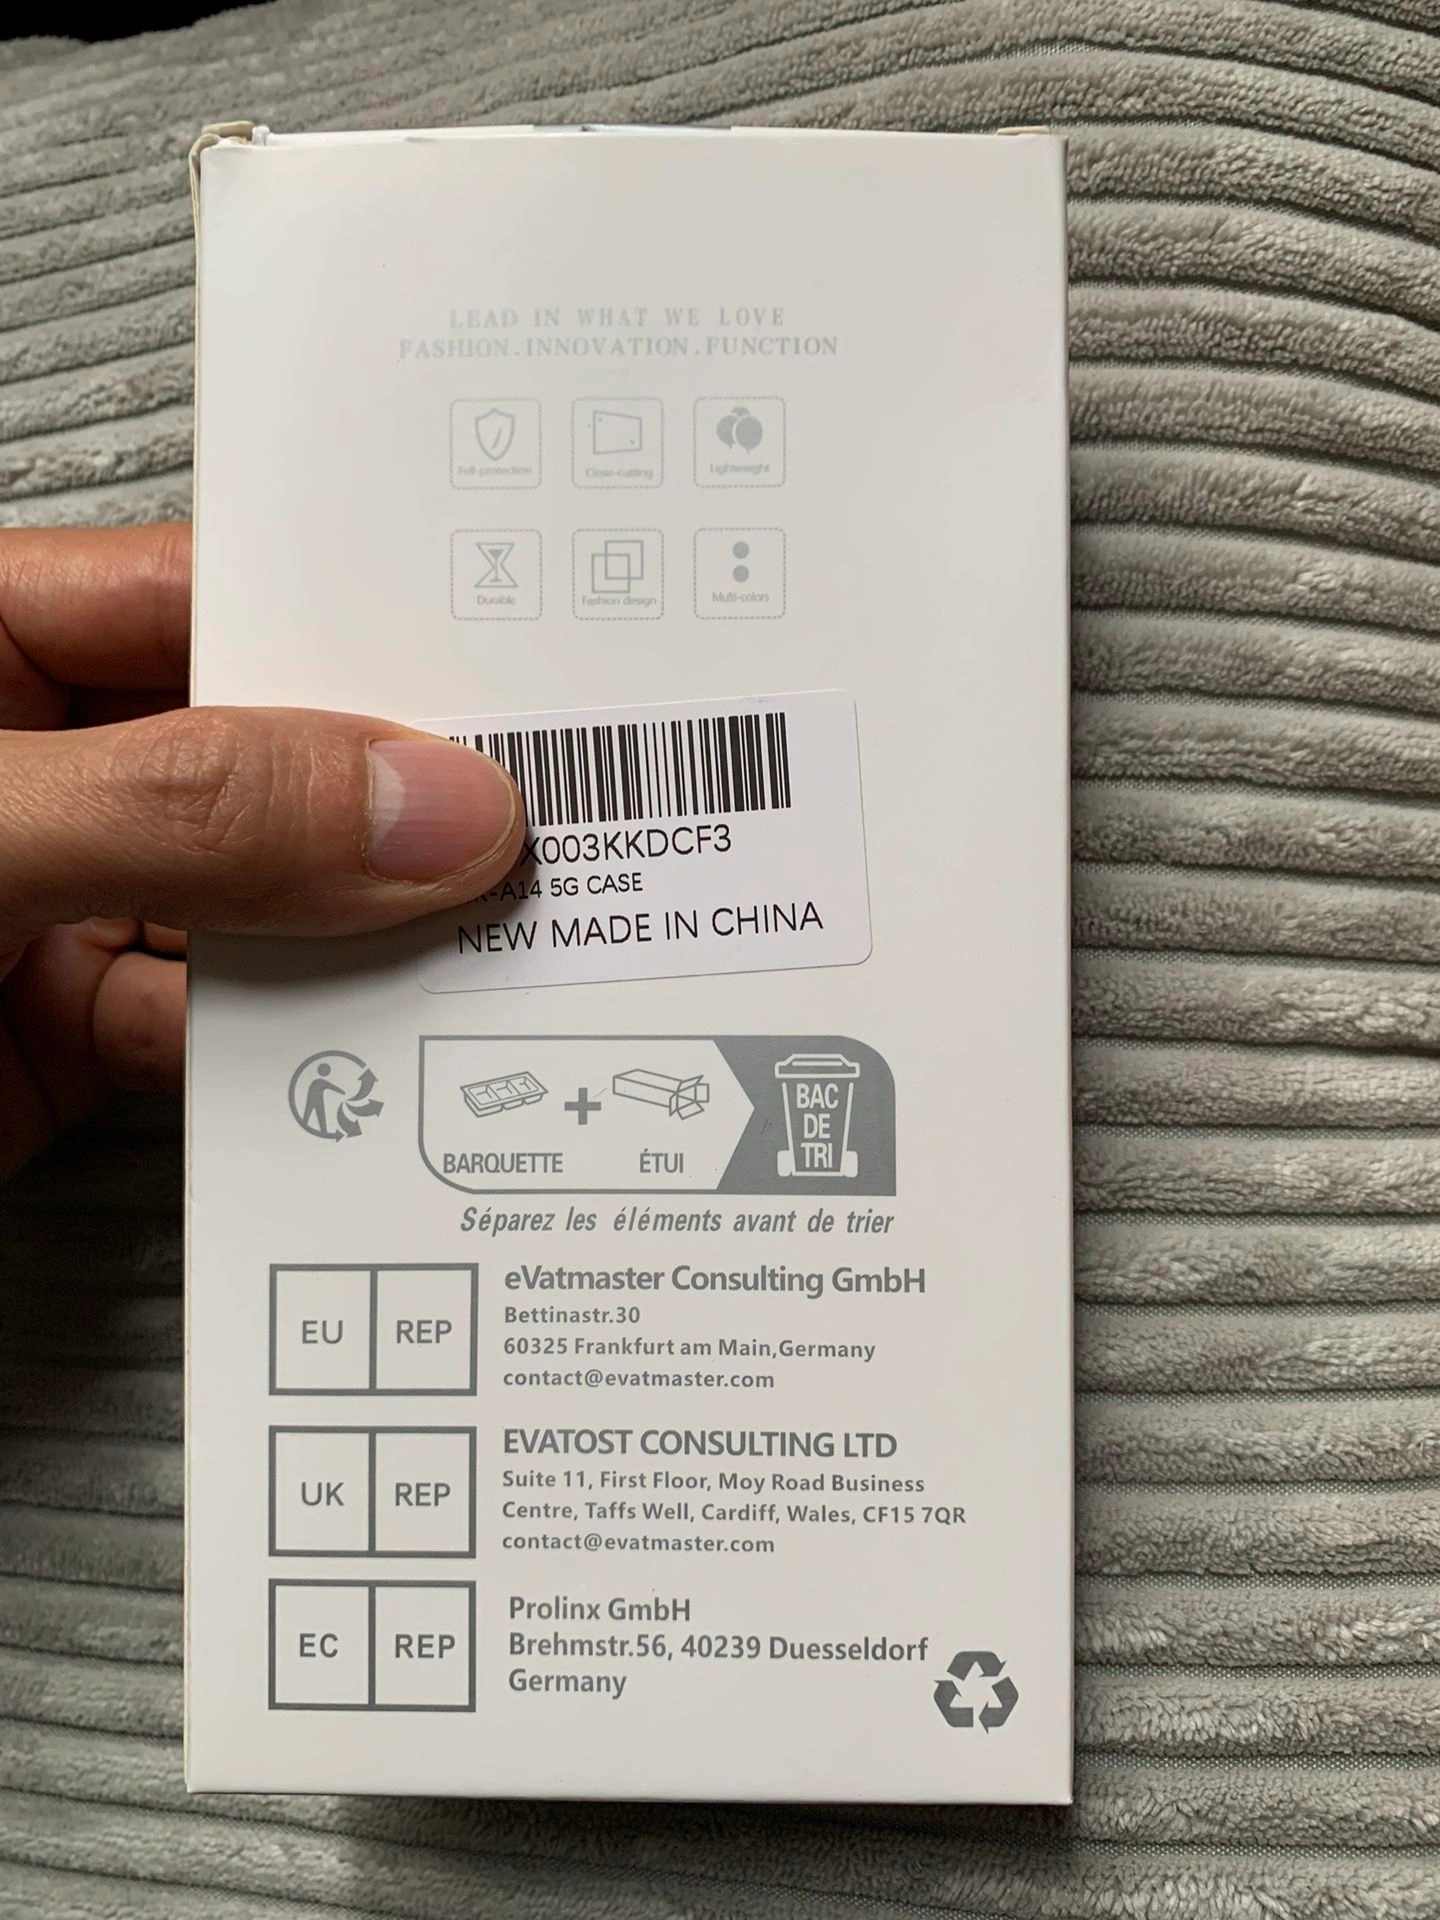 LEAD IN WHAT WE LOVE
FASHION.INNOVATION.FUNCTION
Full-protection
Close-cutting
Lightweight
Durable
Fashion design
Multi-colors
X003KKDCF3
-A14 5G CASE
NEW MADE IN CHINA
BARQUETTE
+
ÉTUI
BAC
DE
TRI
Séparez les éléments avant de trier
EU REP
eVatmaster Consulting GmbH
Bettinastr.30
60325 Frankfurt am Main,Germany
contact@evatmaster.com
UK REP
EVATOST CONSULTING LTD
Suite 11, First Floor, Moy Road Business
Centre, Taffs Well, Cardiff, Wales, CF15 7QR
contact@evatmaster.com
EC REP
Prolinx GmbH
Brehmstr.56, 40239 Duesseldorf
Germany